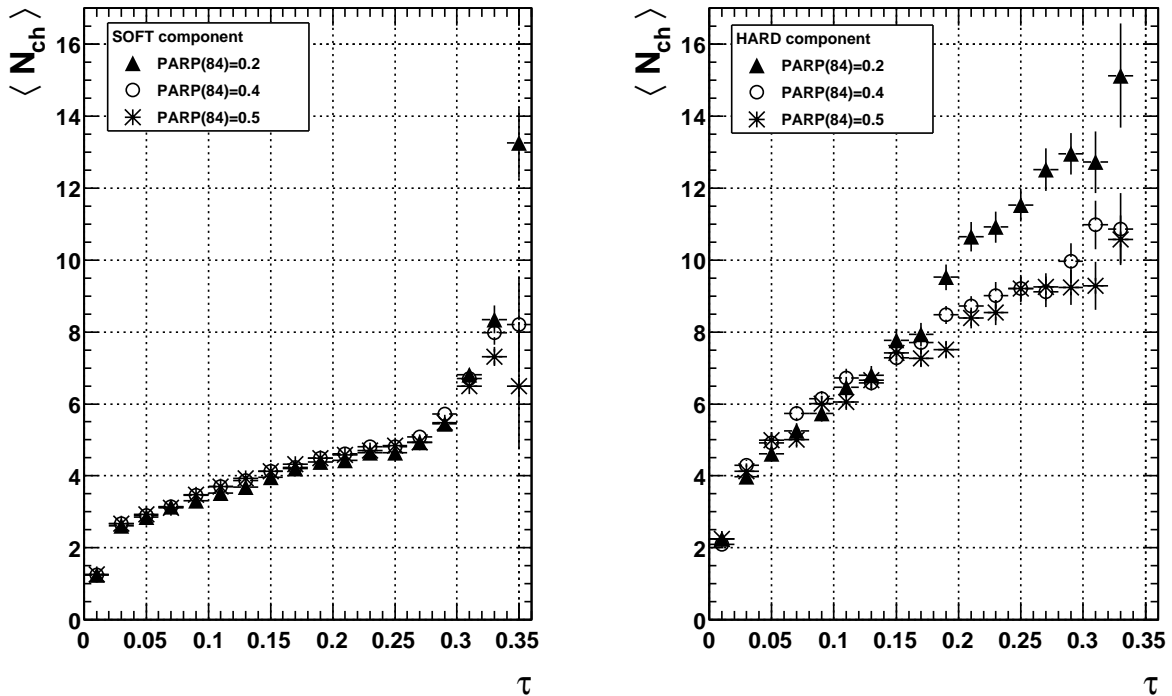 ⟨ N_ch ⟩
16
14
12
10
8
6
4
2
0
SOFT component
PARP(84)=0.2
PARP(84)=0.4
PARP(84)=0.5
0 0.05 0.1 0.15 0.2 0.25 0.3 0.35
τ
⟨ N_ch ⟩
16
14
12
10
8
6
4
2
0
HARD component
PARP(84)=0.2
PARP(84)=0.4
PARP(84)=0.5
0 0.05 0.1 0.15 0.2 0.25 0.3 0.35
τ